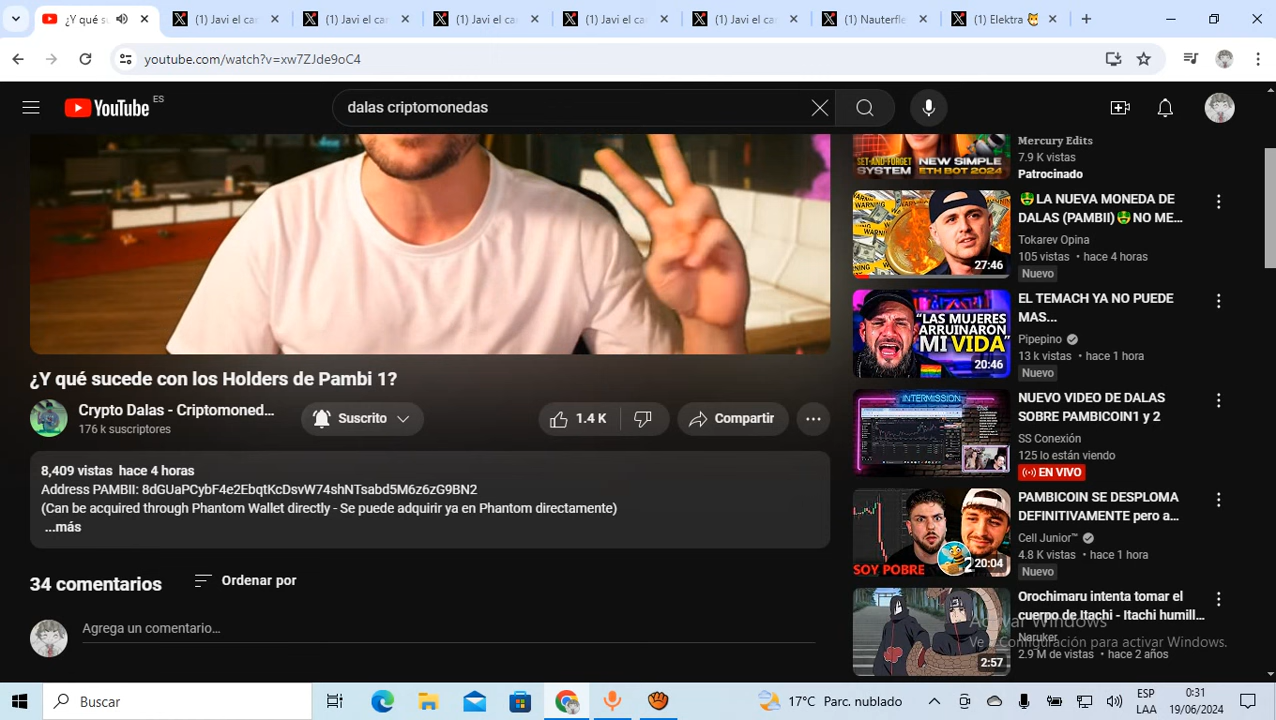 ¿Y qué su
(1) Javi el ca
(1) Javi el car
(1) Javi el ca
(1) Javi el ca
(1) Javi el ca
(1) Nauterfle
(1) Elektra
youtube.com/watch?v=xw7ZJde9oC4
YouTube ES
dalas criptomonedas
SET-AND-FORGET SYSTEM
NEW SIMPLE ETH BOT 2024
Mercury Edits
7.9 K vistas
Patrocinado
WARNING
27:46
LA NUEVA MONEDA DE
DALAS (PAMBII) NO ME...
Tokarev Opina
105 vistas • hace 4 horas
Nuevo
"LAS MUJERES
ARRUINARON
MI VIDA"
20:46
EL TEMACH YA NO PUEDE
MAS...
Pipepino
13 k vistas • hace 1 hora
Nuevo
INTERMISSION
NUEVO VIDEO DE DALAS
SOBRE PAMBICOIN1 y 2
SS Conexión
125 lo están viendo
EN VIVO
SOY POBRE
20:04
PAMBICOIN SE DESPLOMA
DEFINITIVAMENTE pero a...
Cell Junior™
4.8 K vistas • hace 1 hora
Nuevo
2:57
Orochimaru intenta tomar el
cuerpo de Itachi - Itachi humill...
Naruker
2.9 M de vistas • hace 2 años
¿Y qué sucede con los Holders de Pambi 1?
Crypto Dalas - Criptomoned...
176 k suscriptores
Suscrito
1.4 K
Compartir
8,409 vistas hace 4 horas
Address PAMBII: 8dGUaPCybF4e2EbqtKcDsvW74shNTsabd5M6z6zG9BN2
(Can be acquired through Phantom Wallet directly - Se puede adquirir ya en Phantom directamente)
...más
34 comentarios
Ordenar por
Agrega un comentario...
Activar Windows
Ve a Configuración para activar Windows.
Buscar
17°C Parc. nublado
ESP
LAA
0:31
19/06/2024